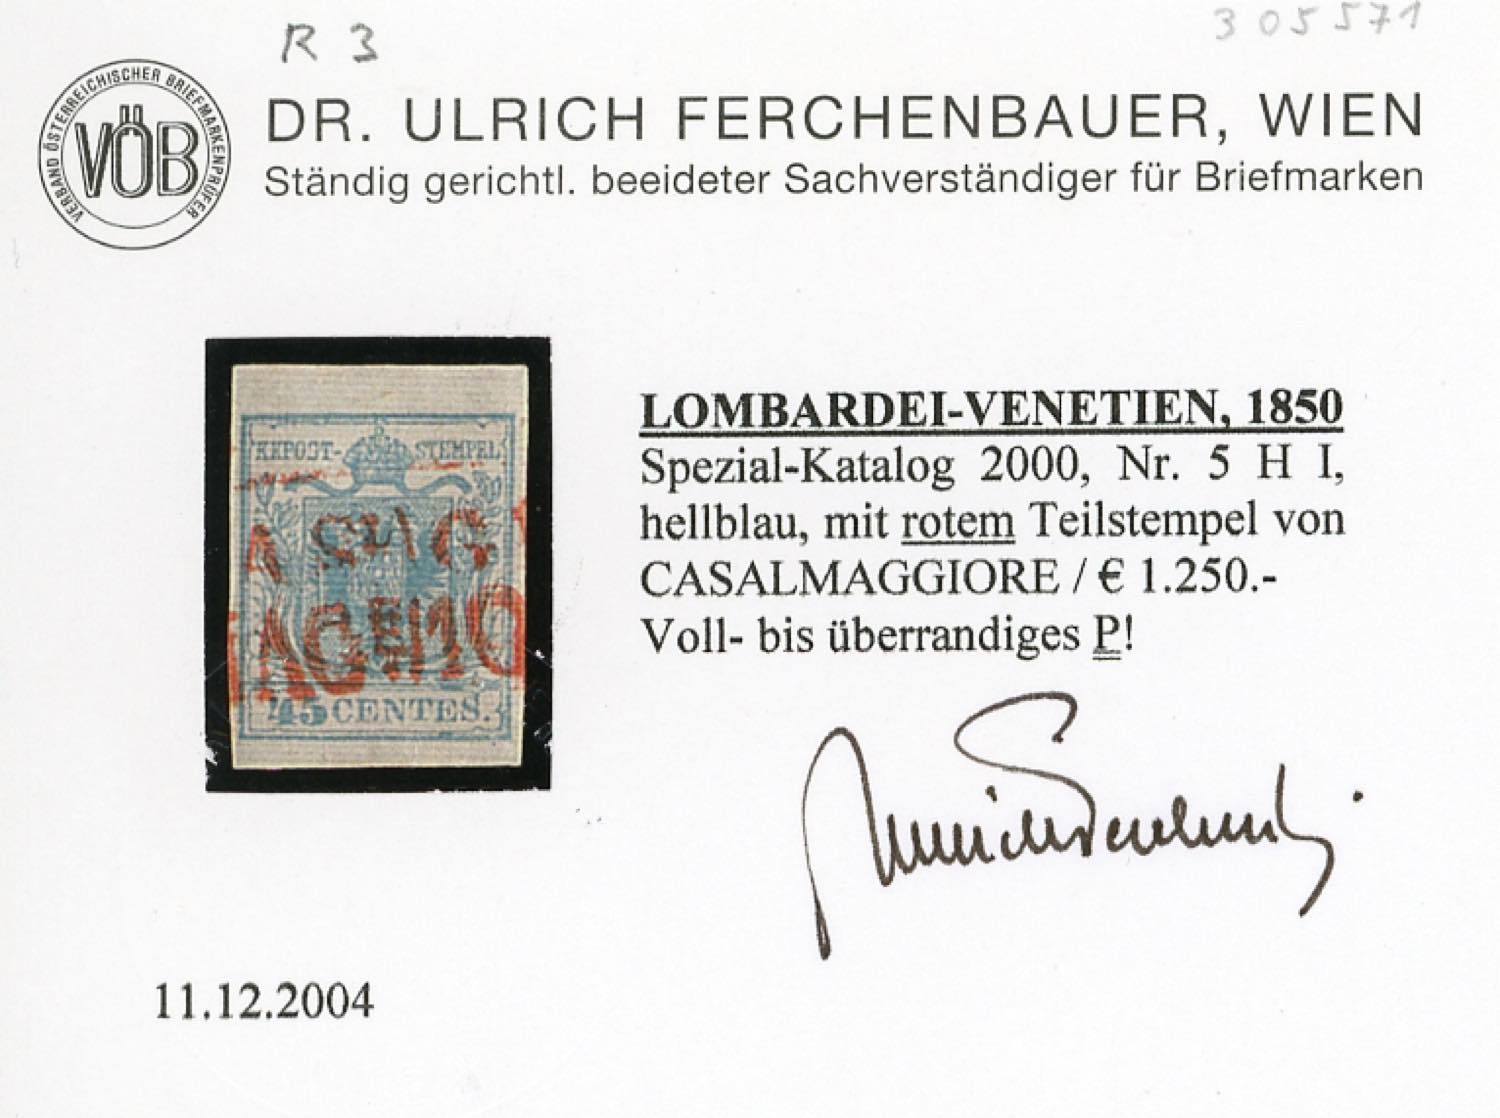 R 3
305571
VERBAND ÖSTERREICHISCHER BRIEFMARKENPRÜFER
VÖB
DR. ULRICH FERCHENBAUER, WIEN
Ständig gerichtl. beeideter Sachverständiger für Briefmarken
KKPOST-STEMPEL
45 CENTES.
LOMBARDEI-VENETIEN, 1850
Spezial-Katalog 2000, Nr. 5 H I,
hellblau, mit rotem Teilstempel von
CASALMAGGIORE / € 1.250.-
Voll- bis überrandiges P!
11.12.2004